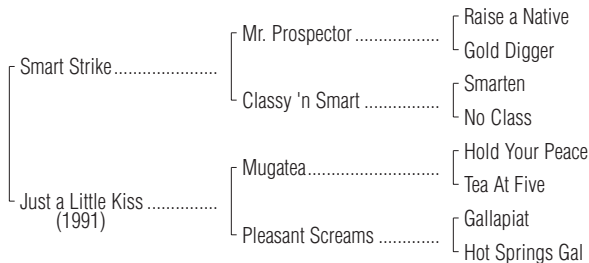 Raise a Native
Mr. Prospector ..................
Gold Digger
Smart Strike......................
Smarten
Classy 'n Smart ................
No Class
Hold Your Peace
Mugatea............................
Tea At Five
Just a Little Kiss ...............
(1991)
Gallapiat
Pleasant Screams .............
Hot Springs Gal